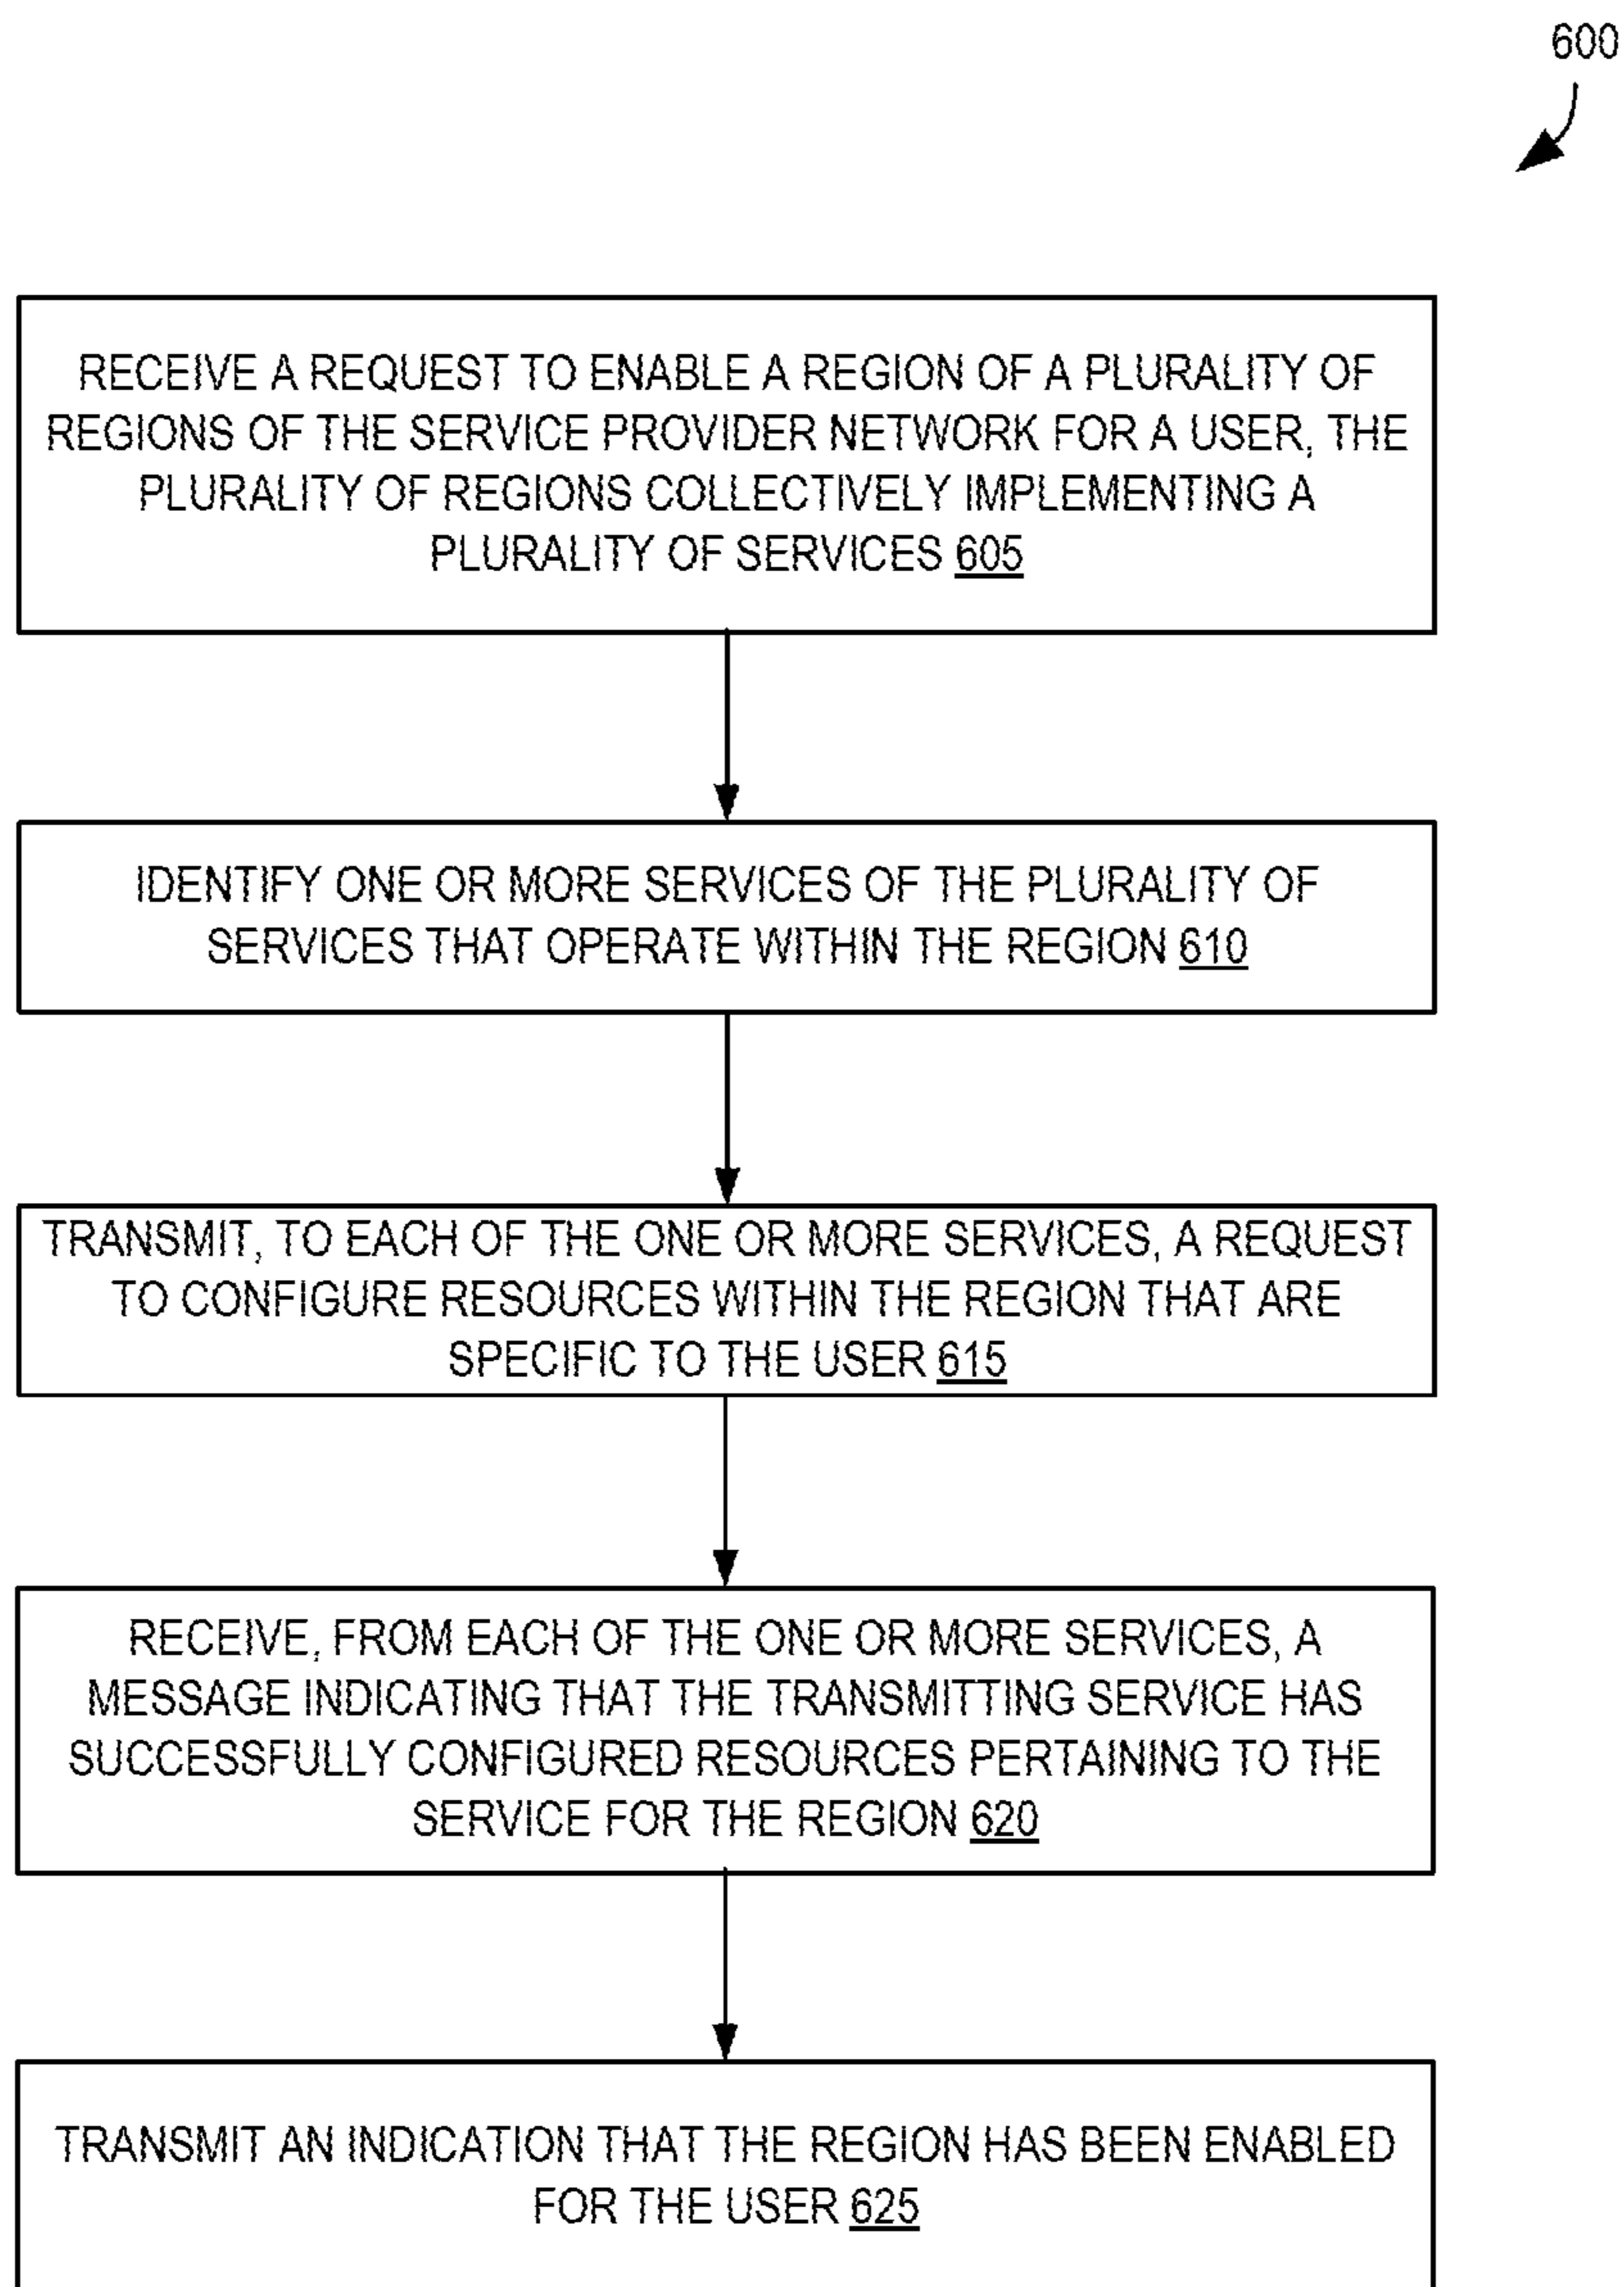 600
RECEIVE A REQUEST TO ENABLE A REGION OF A PLURALITY OF
REGIONS OF THE SERVICE PROVIDER NETWORK FOR A USER, THE
PLURALITY OF REGIONS COLLECTIVELY IMPLEMENTING A
PLURALITY OF SERVICES 605
IDENTIFY ONE OR MORE SERVICES OF THE PLURALITY OF
SERVICES THAT OPERATE WITHIN THE REGION 610
TRANSMIT, TO EACH OF THE ONE OR MORE SERVICES, A REQUEST
TO CONFIGURE RESOURCES WITHIN THE REGION THAT ARE
SPECIFIC TO THE USER 615
RECEIVE, FROM EACH OF THE ONE OR MORE SERVICES, A
MESSAGE INDICATING THAT THE TRANSMITTING SERVICE HAS
SUCCESSFULLY CONFIGURED RESOURCES PERTAINING TO THE
SERVICE FOR THE REGION 620
TRANSMIT AN INDICATION THAT THE REGION HAS BEEN ENABLED
FOR THE USER 625